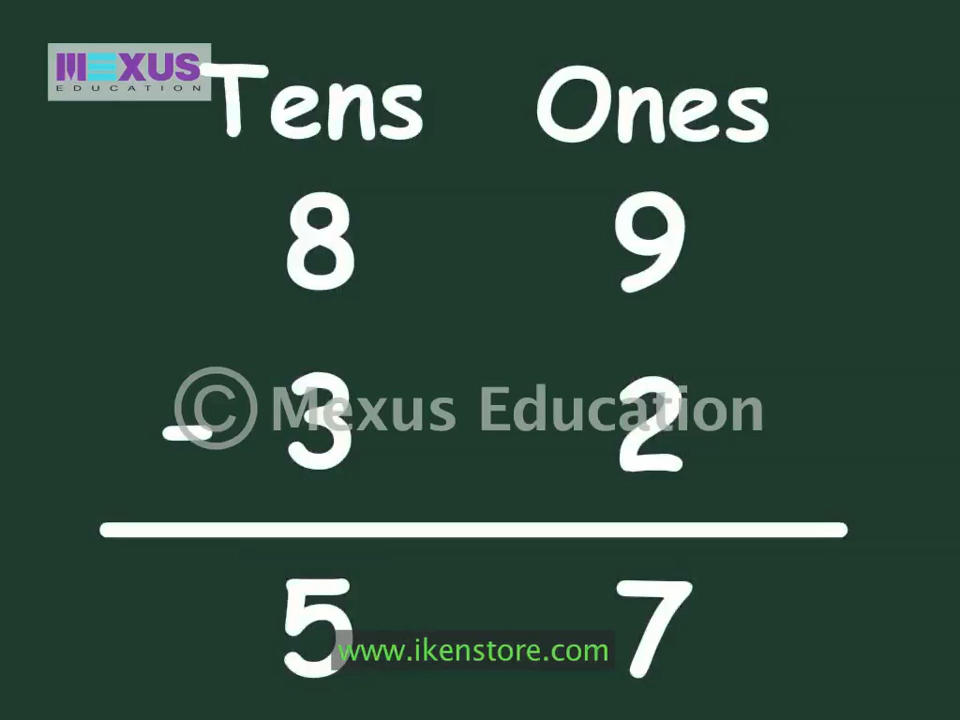 MEXUS
EDUCATION
Tens Ones
8 9
- 3 2
© Mexus Education
5 7
www.ikenstore.com